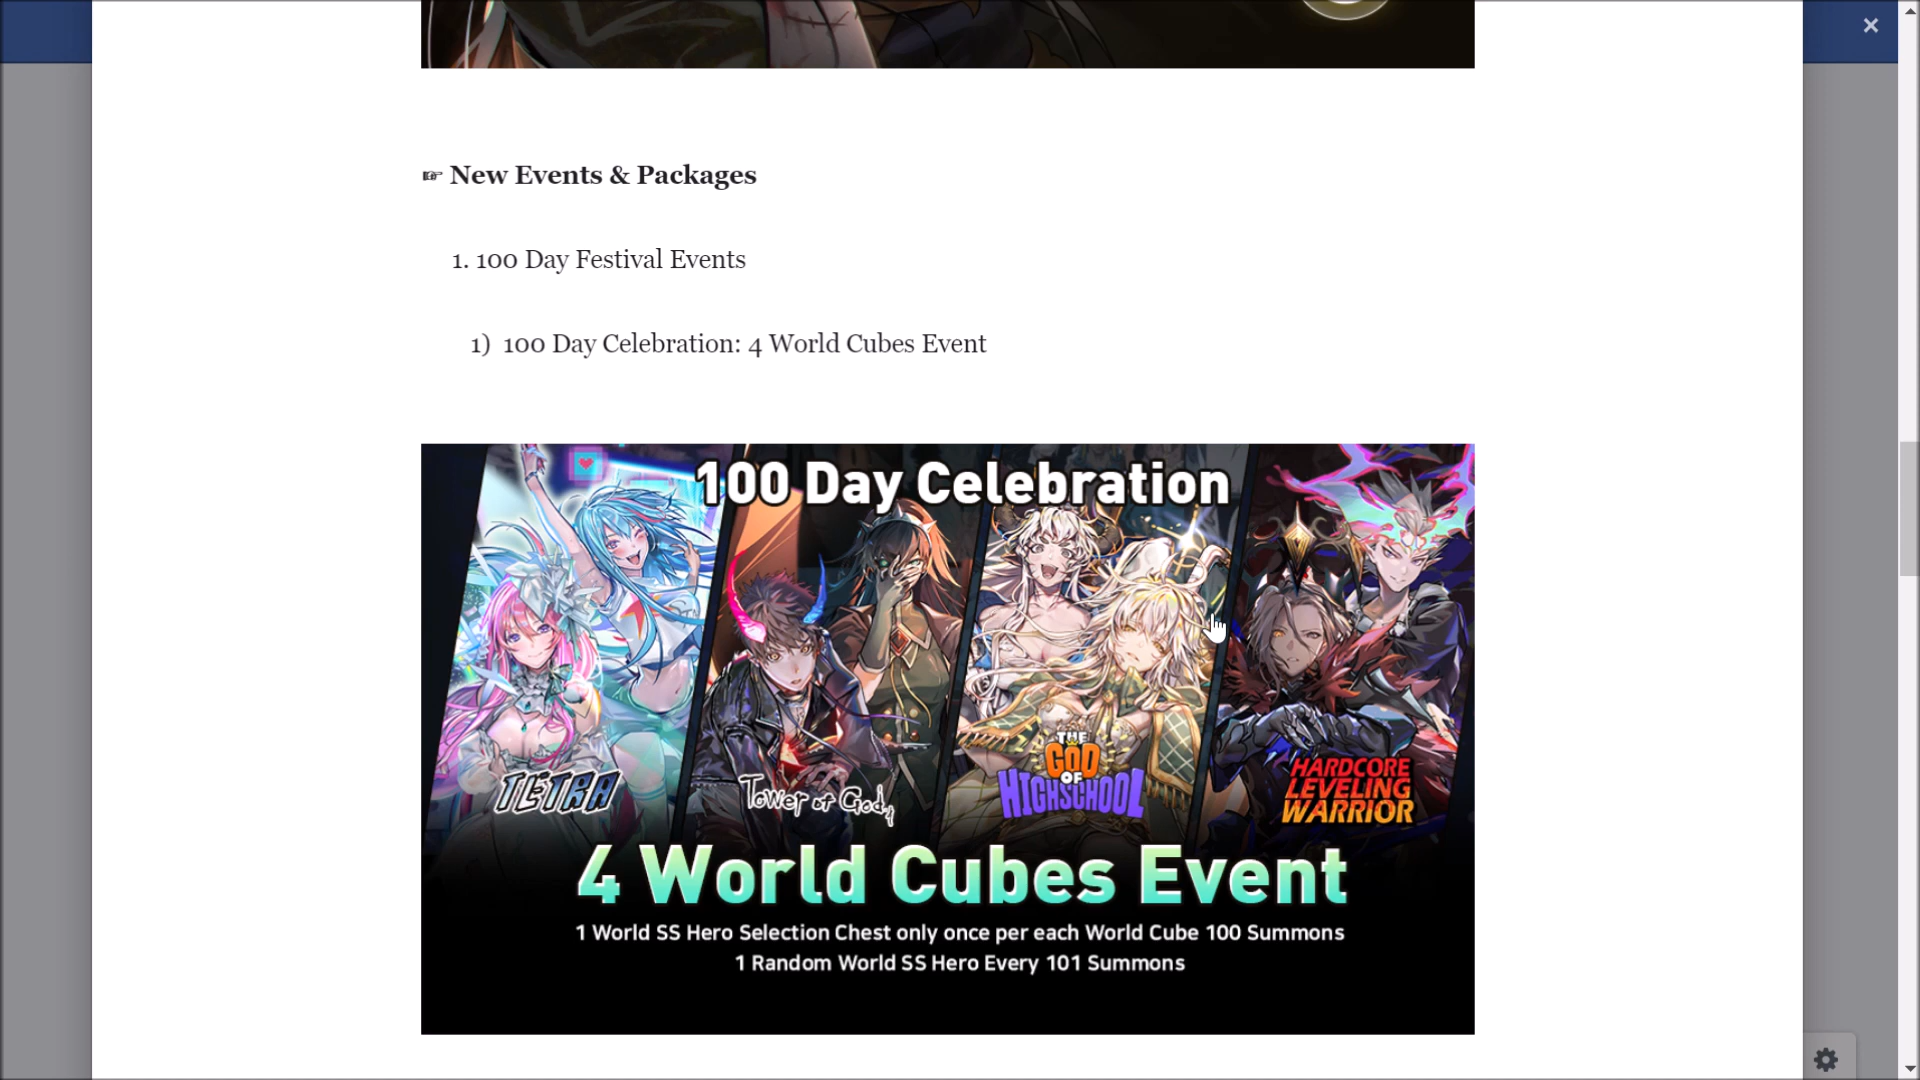 ☞ New Events & Packages
1. 100 Day Festival Events
1) 100 Day Celebration: 4 World Cubes Event
100 Day Celebration
TETRA
Tower of God
THE GOD OF HIGHSCHOOL
HARDCORE LEVELING WARRIOR
4 World Cubes Event
1 World SS Hero Selection Chest only once per each World Cube 100 Summons
1 Random World SS Hero Every 101 Summons